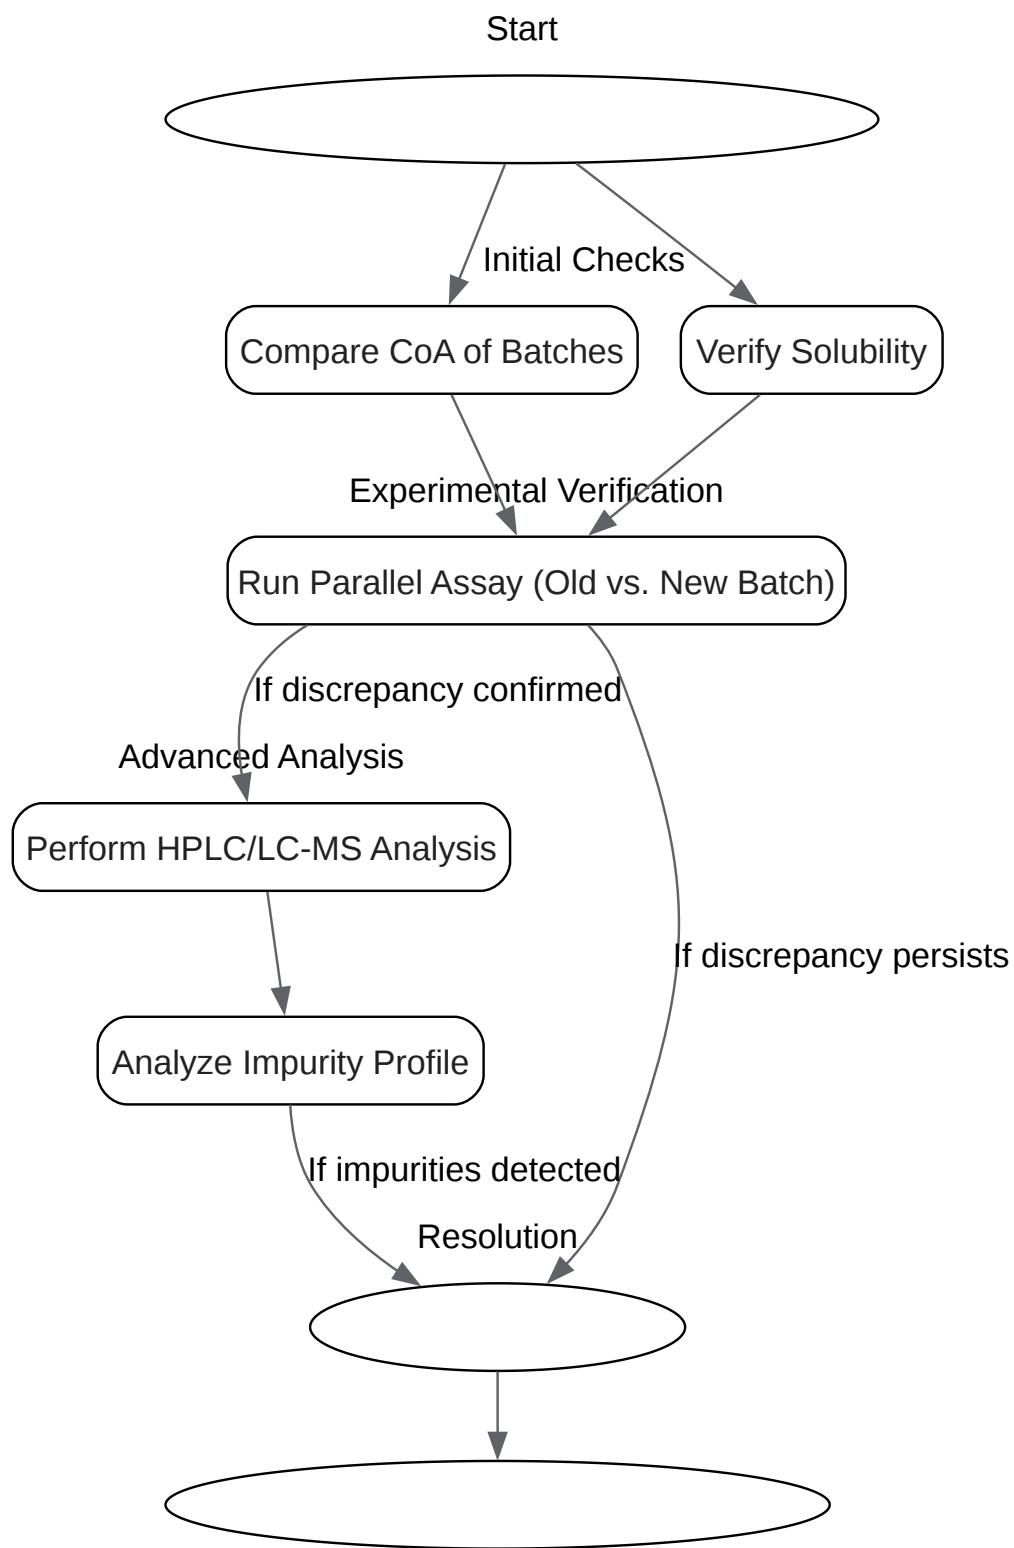 Start
Initial Checks
Compare CoA of Batches
Verify Solubility
Experimental Verification
Run Parallel Assay (Old vs. New Batch)
If discrepancy confirmed
Advanced Analysis
Perform HPLC/LC-MS Analysis
If discrepancy persists
Analyze Impurity Profile
If impurities detected
Resolution